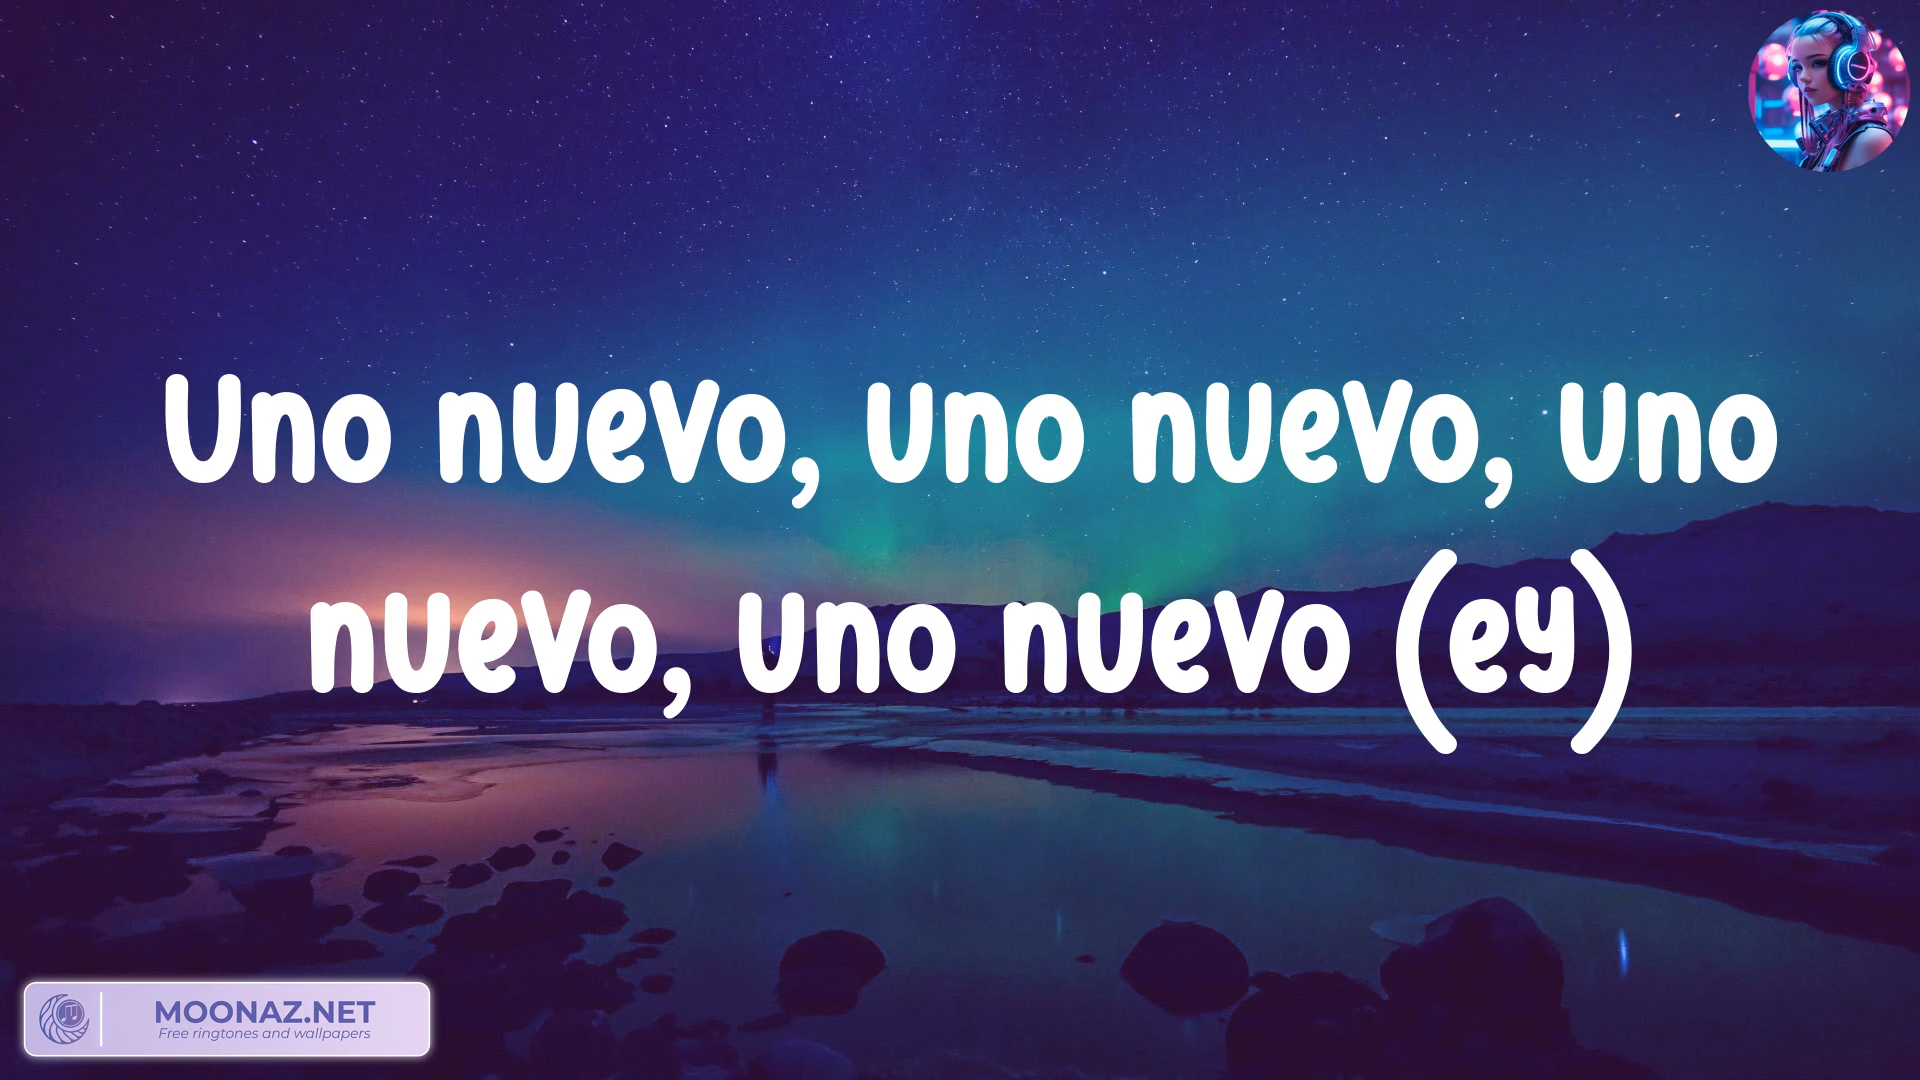 Uno nuevo, uno nuevo, uno
nuevo, uno nuevo (ey)
MOONAZ.NET
Free ringtones and wallpapers